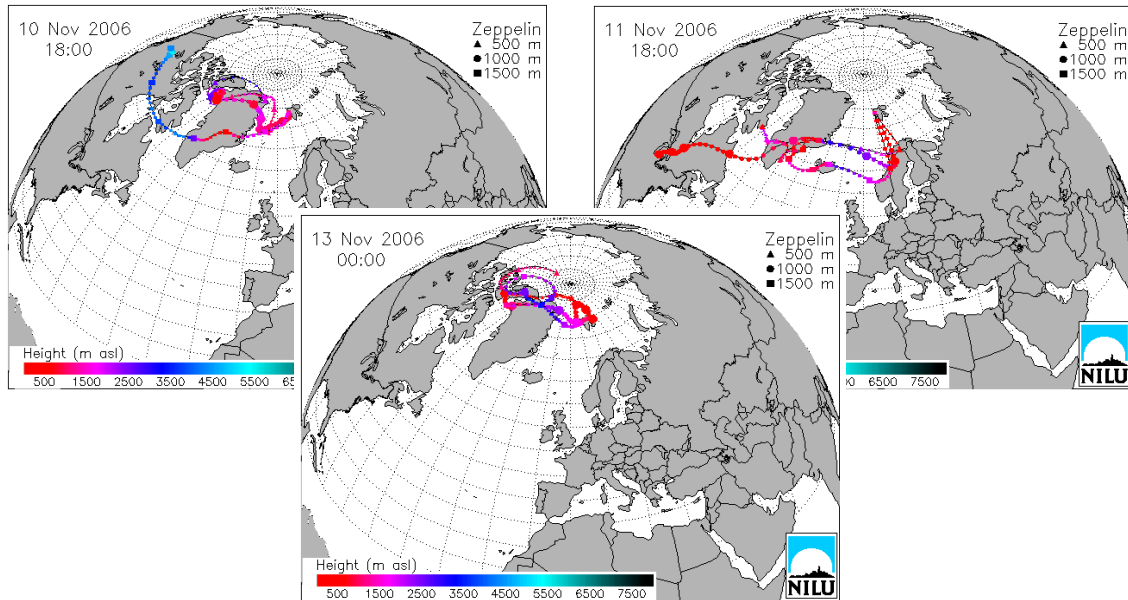 10 Nov 2006
18:00
Zeppelin
▲ 500 m
● 1000 m
■ 1500 m
Height (m asl)
500 1500 2500 3500 4500 5500
11 Nov 2006
18:00
Zeppelin
▲ 500 m
● 1000 m
■ 1500 m
6500 7500
NILU
13 Nov 2006
00:00
Zeppelin
▲ 500 m
● 1000 m
■ 1500 m
Height (m asl)
500 1500 2500 3500 4500 5500 6500 7500
NILU